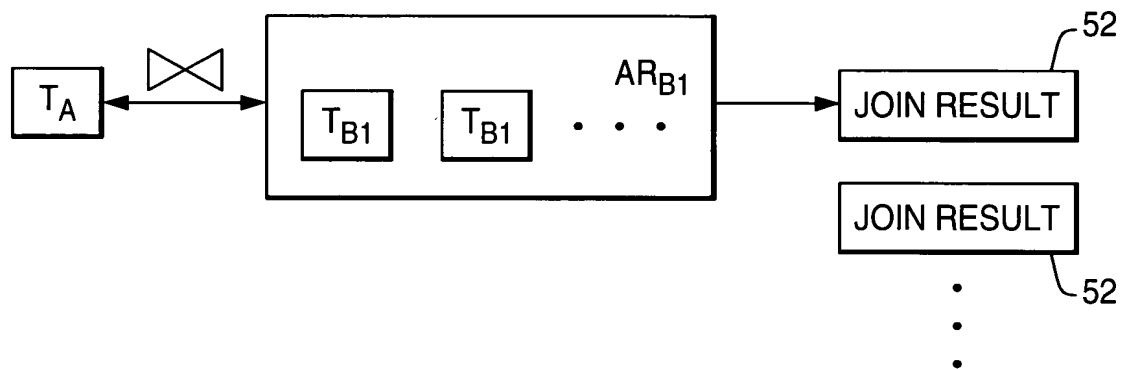 52
AR_B1
T_A
T_B1 T_B1 • • •
JOIN RESULT
JOIN RESULT
52